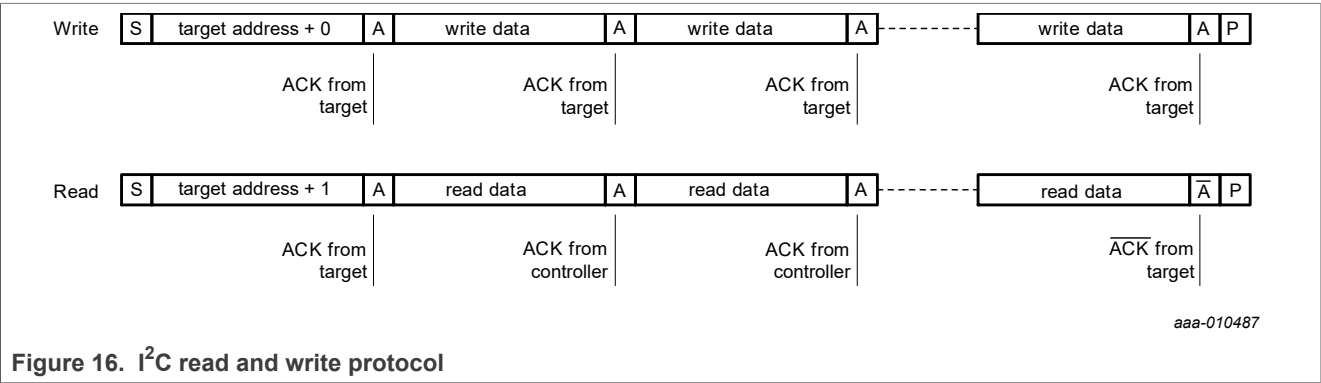 Write S target address + 0 A write data A write data A write data A P
ACK from target ACK from target ACK from target ACK from target
Read S target address + 1 A read data A read data A read data A̅ P
ACK from target ACK from controller ACK from controller A̅C̅K̅ from target
aaa-010487
Figure 16. I²C read and write protocol